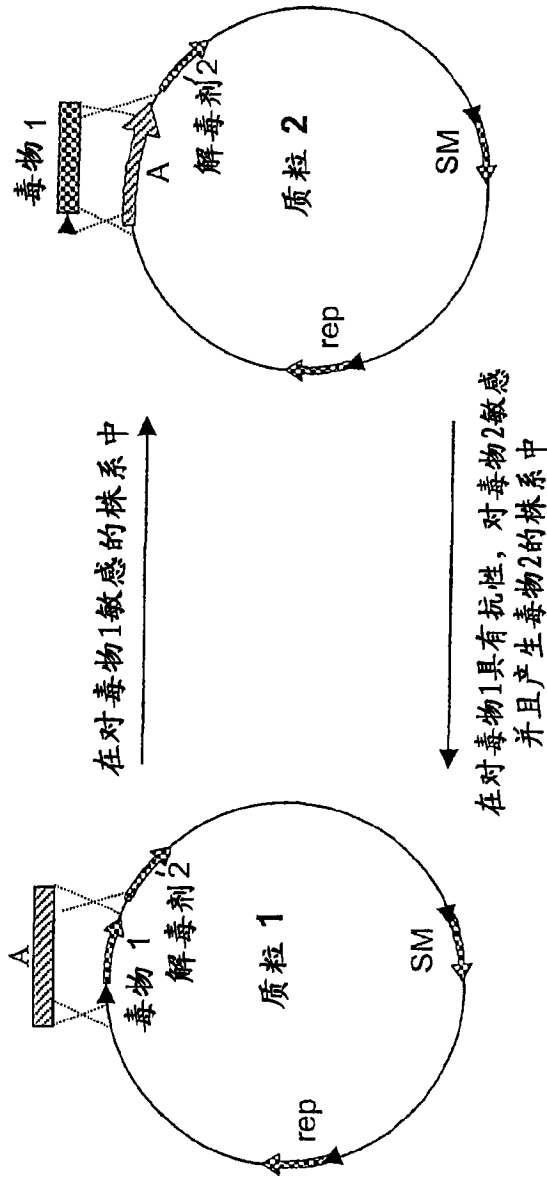 A
毒物 1
解毒剂 2
质粒 1
rep
SM
在对毒物1敏感的株系中
在对毒物1具有抗性，对毒物2敏感
并且产生毒物2的株系中
毒物 1
A
解毒剂 2
质粒 2
rep
SM